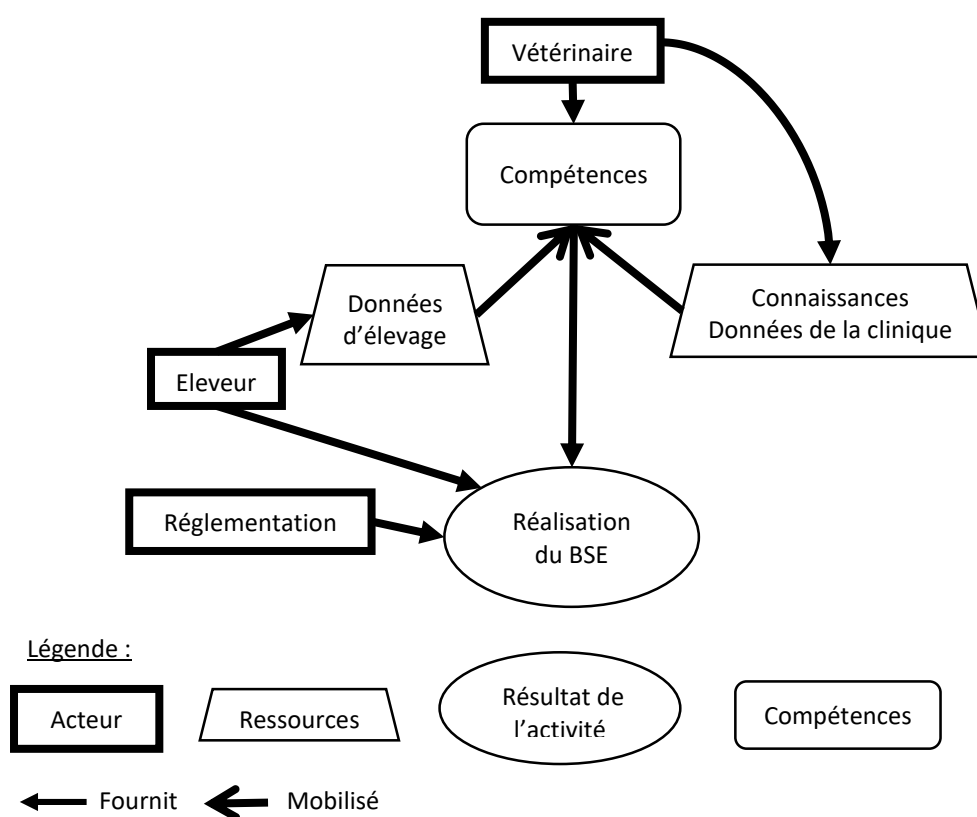 Vétérinaire
Compétences
Données
d’élevage
Connaissances
Données de la clinique
Eleveur
Réglementation
Réalisation
du BSE
Légende :
Acteur
Ressources
Résultat de
l’activité
Compétences
Fournit
Mobilisé